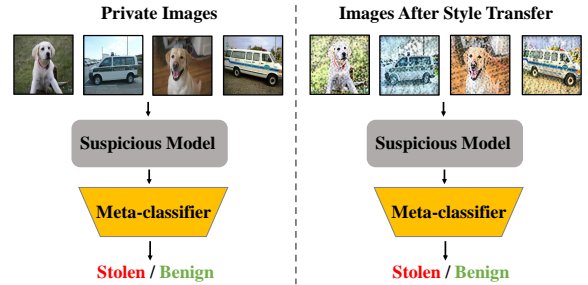 Private Images
Suspicious Model
Meta-classifier
Stolen / Benign
Images After Style Transfer
Suspicious Model
Meta-classifier
Stolen / Benign